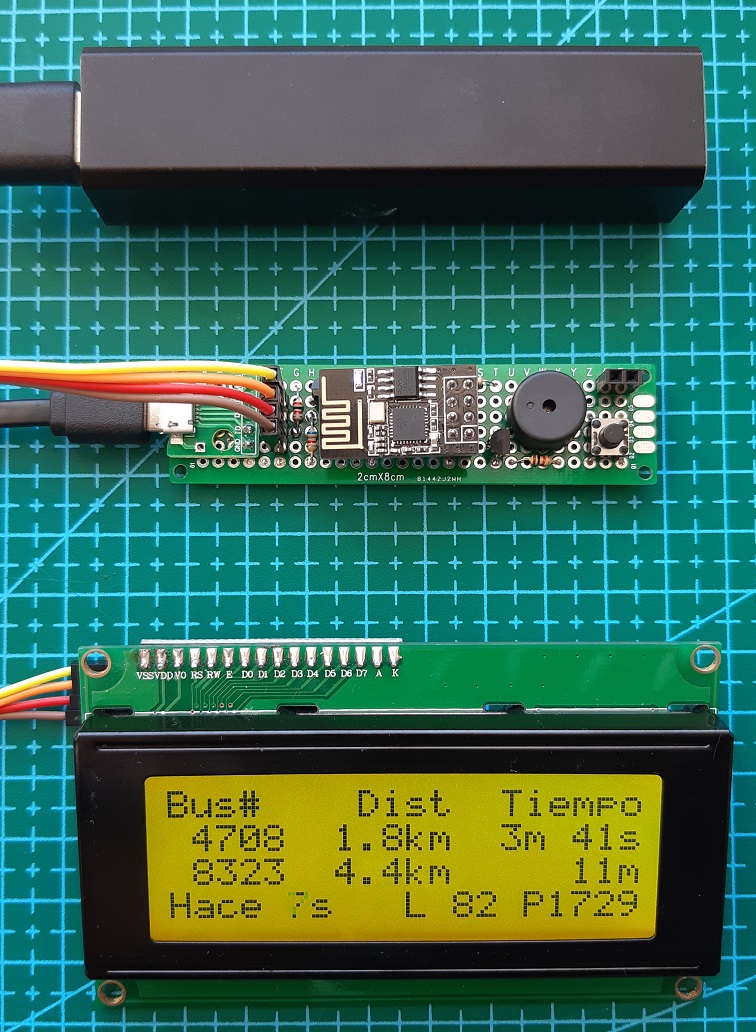 G H S T U V W X Y Z
2cmX8cm
VSS VDD V0 RS RW E D0 D1 D2 D3 D4 D5 D6 D7 A K
Bus# Dist Tiempo
4708 1.8km 3m 41s
8323 4.4km 11m
Hace 7s L 82 P1729